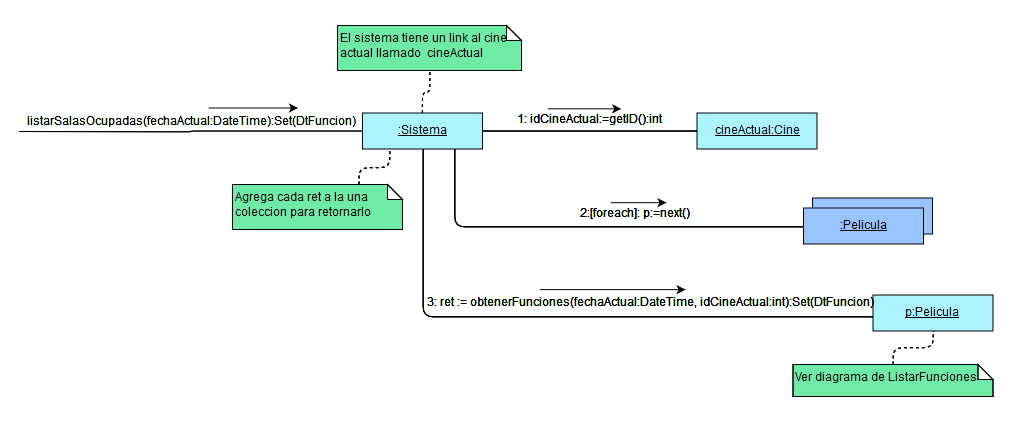 El sistema tiene un link al cine
actual llamado  cineActual
listarSalasOcupadas(fechaActual:DateTime):Set(DtFuncion)
:Sistema
1: idCineActual:=getID():int
cineActual:Cine
Agrega cada ret a la una
coleccion para retornarlo
2:[foreach]: p:=next()
:Pelicula
3: ret := obtenerFunciones(fechaActual:DateTime, idCineActual:int):Set(DtFuncion)
p:Pelicula
Ver diagrama de ListarFunciones